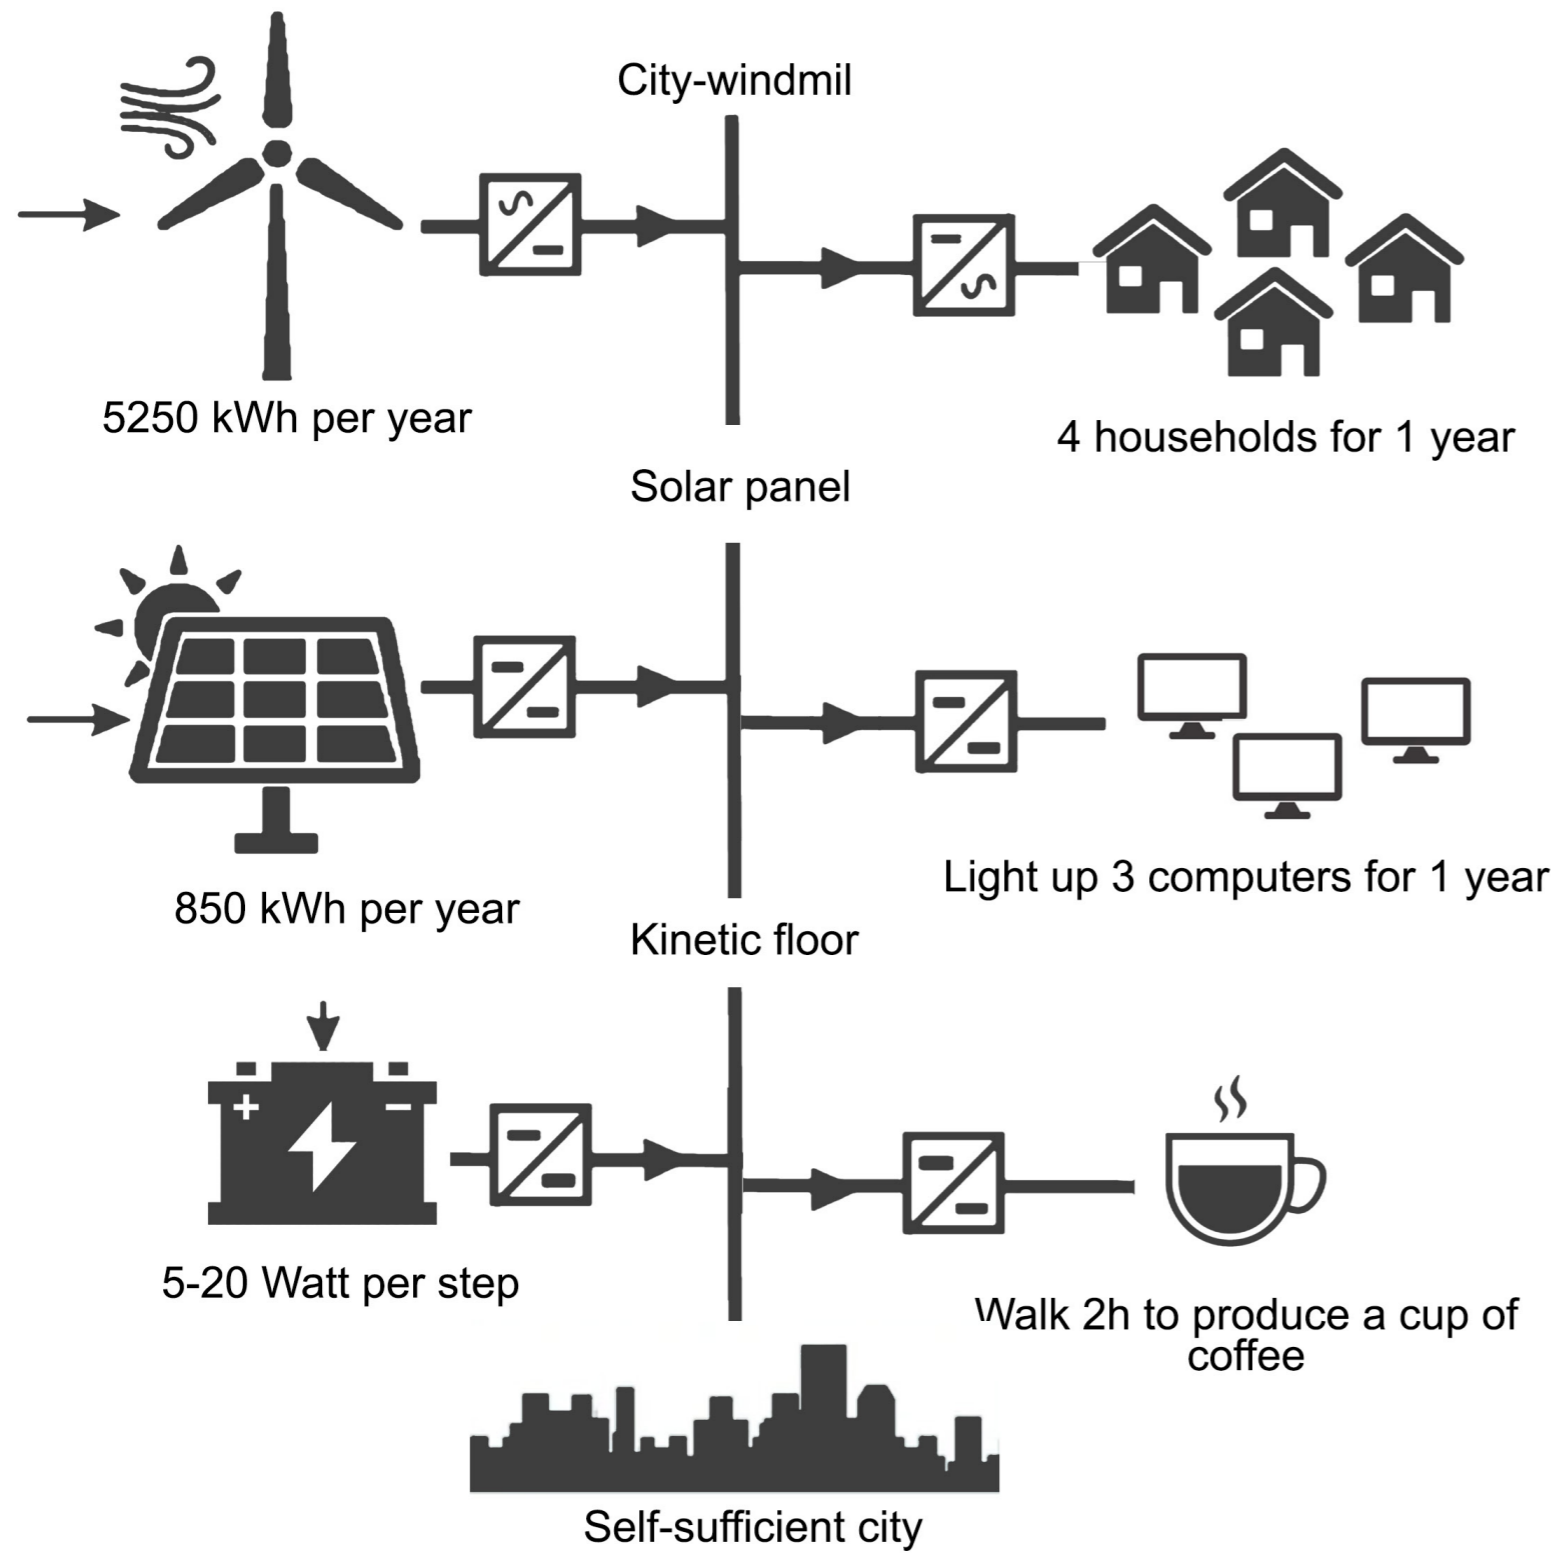 City-windmil
5250 kWh per year
4 households for 1 year
Solar panel
850 kWh per year
Light up 3 computers for 1 year
Kinetic floor
+ −
5-20 Watt per step
Walk 2h to produce a cup of
coffee
Self-sufficient city